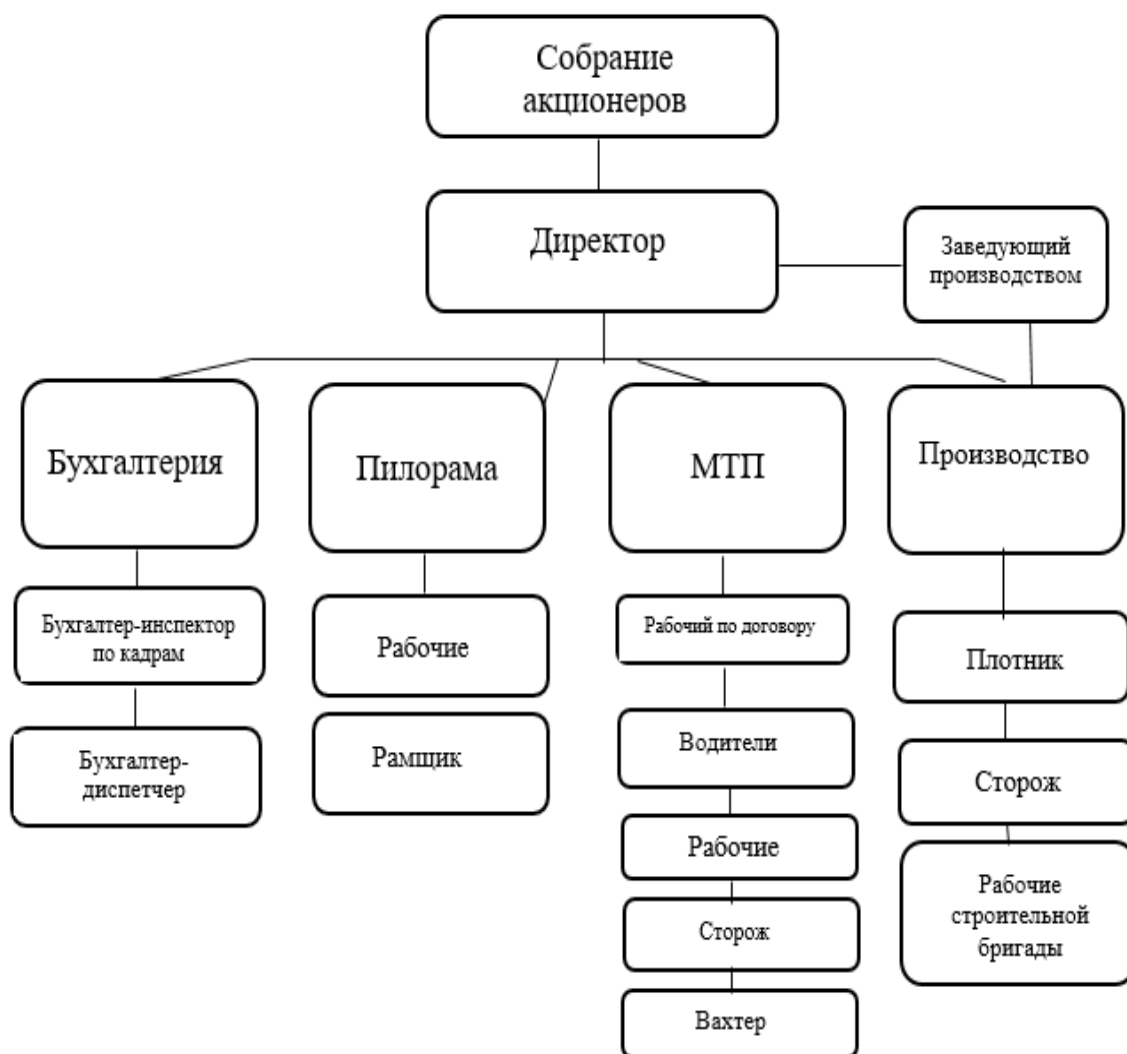 Собрание
акционеров
Директор
Заведующий
производством
Бухгалтерия
Пилорама
МТП
Производство
Бухгалтер-инспектор
по кадрам
Рабочие
Рабочий по договору
Плотник
Бухгалтер-
диспетчер
Рамщик
Водители
Сторож
Рабочие
Рабочие
строительной
бригады
Сторож
Вахтер